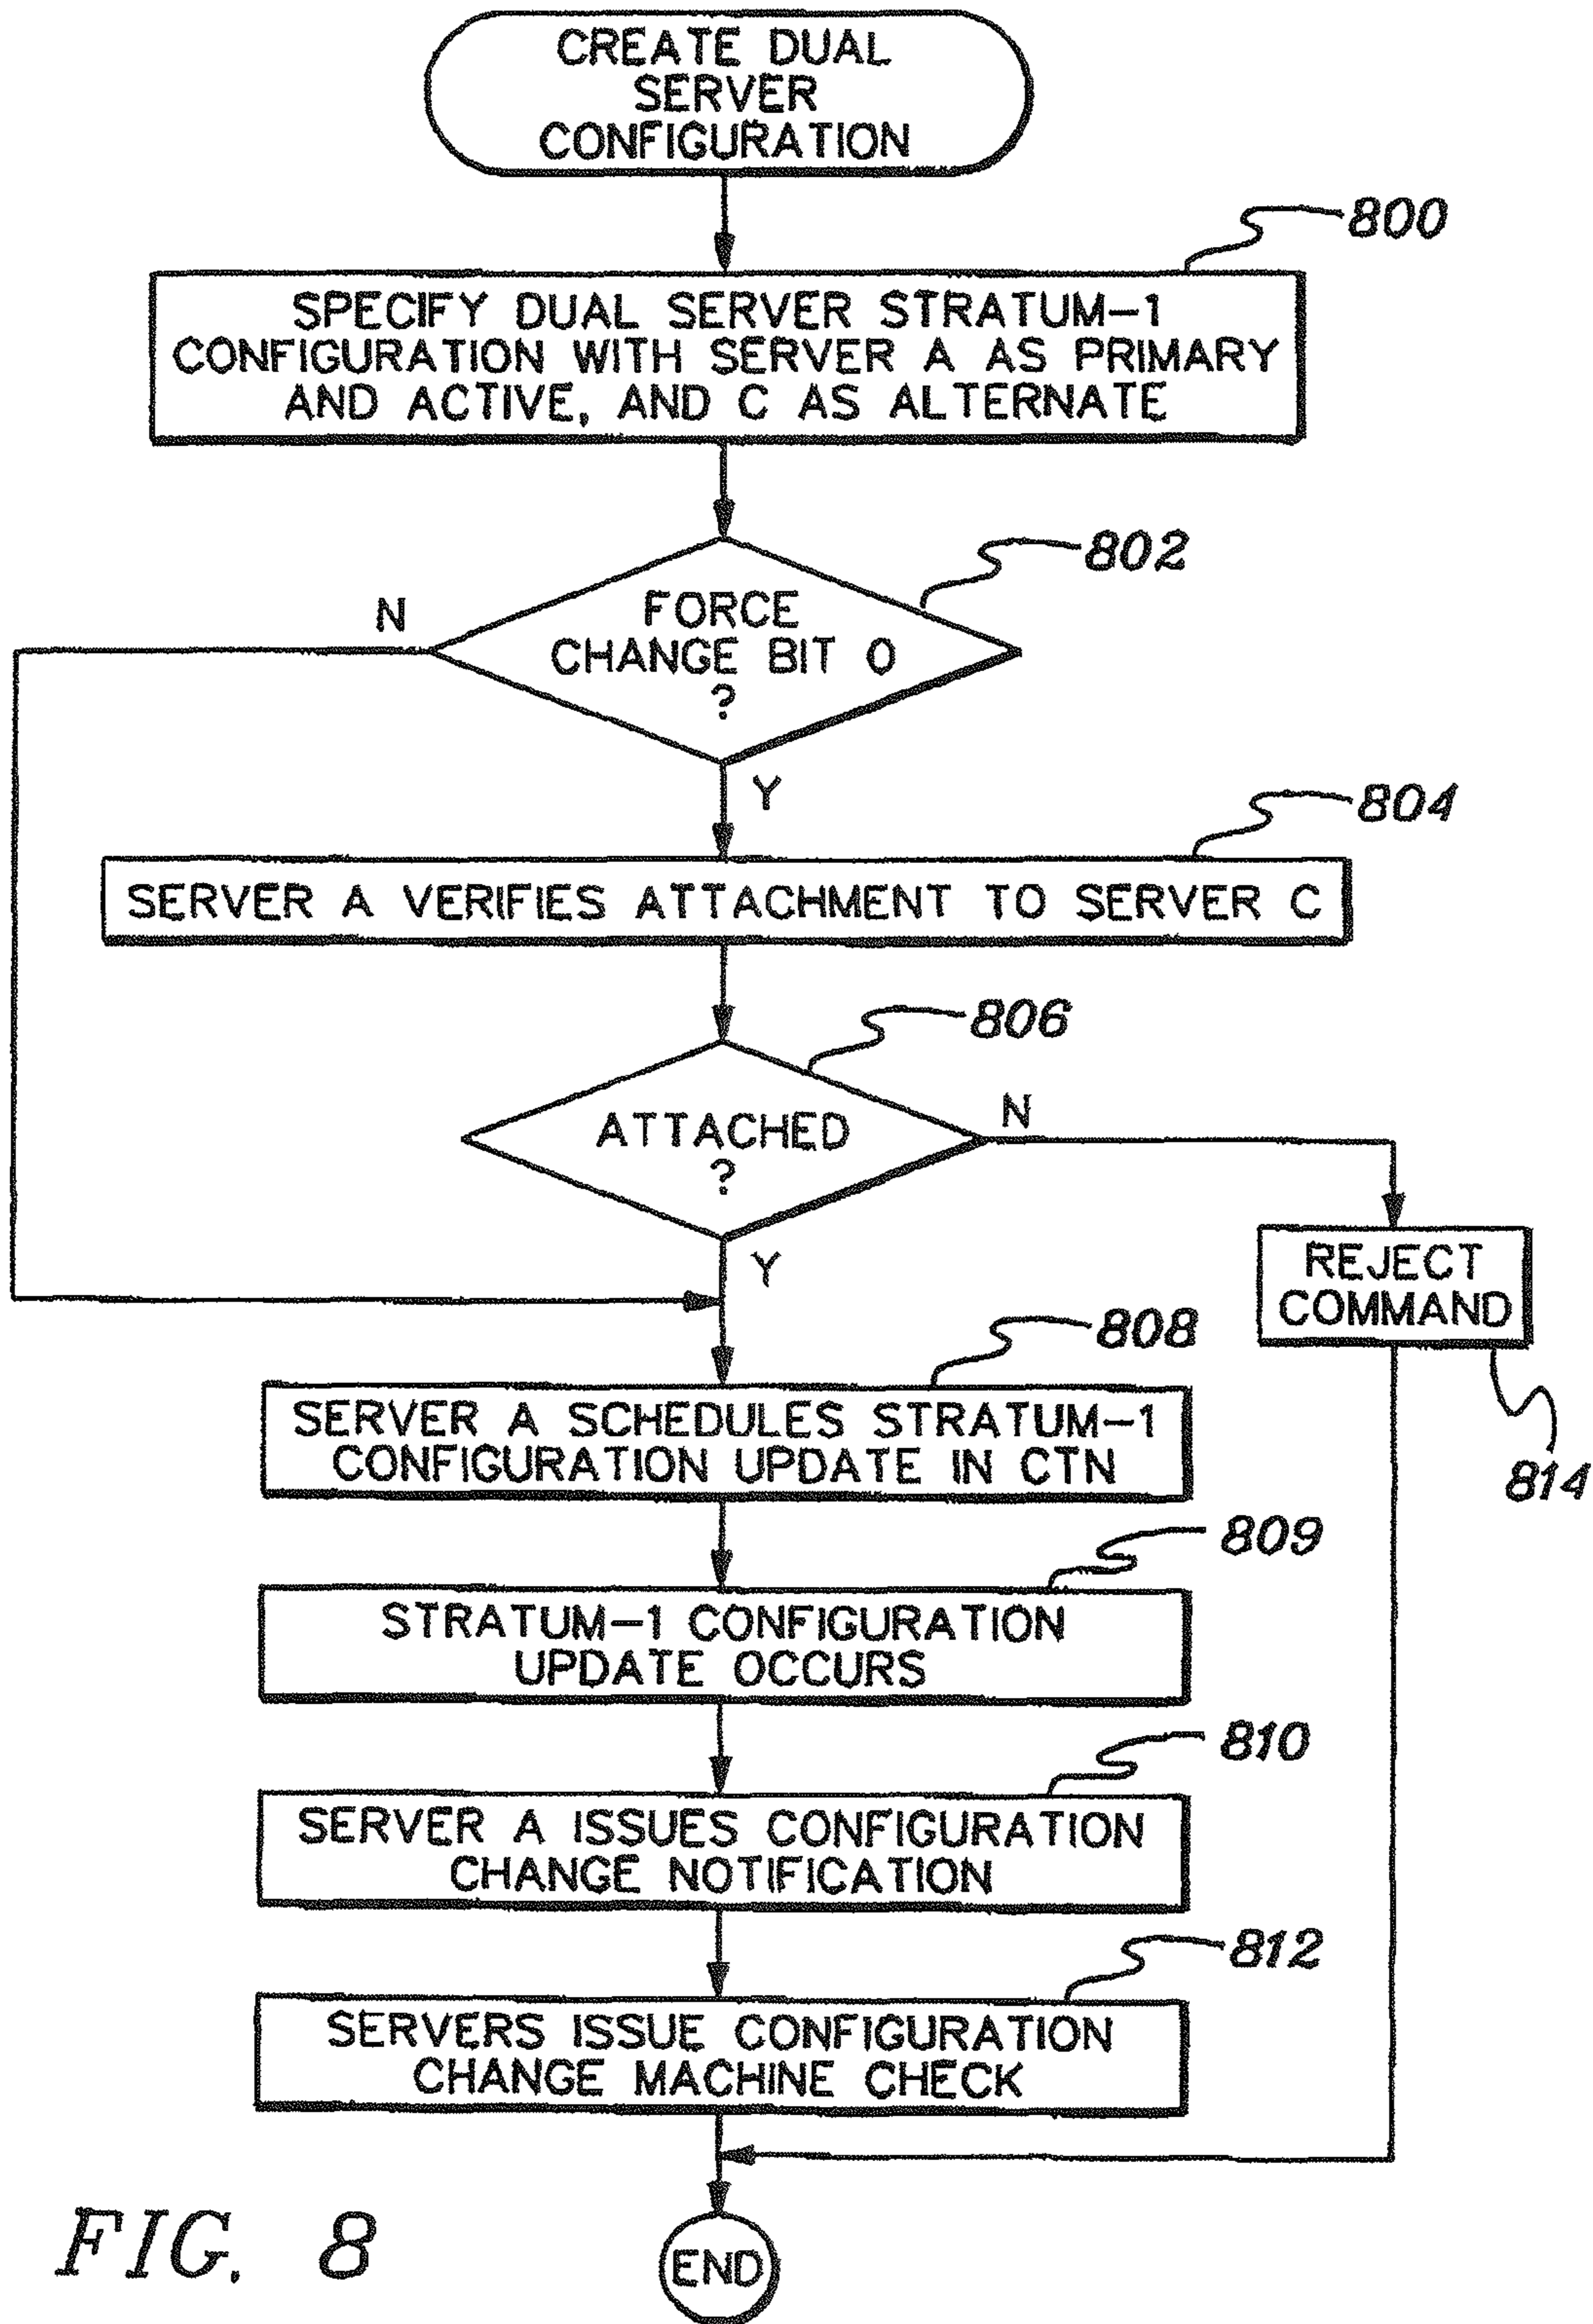 CREATE DUAL
SERVER
CONFIGURATION
800
SPECIFY DUAL SERVER STRATUM-1
CONFIGURATION WITH SERVER A AS PRIMARY
AND ACTIVE, AND C AS ALTERNATE
802
N
FORCE
CHANGE BIT 0
?
Y
804
SERVER A VERIFIES ATTACHMENT TO SERVER C
806
ATTACHED
?
N
Y
REJECT
COMMAND
814
808
SERVER A SCHEDULES STRATUM-1
CONFIGURATION UPDATE IN CTN
809
STRATUM-1 CONFIGURATION
UPDATE OCCURS
810
SERVER A ISSUES CONFIGURATION
CHANGE NOTIFICATION
812
SERVERS ISSUE CONFIGURATION
CHANGE MACHINE CHECK
END
FIG. 8